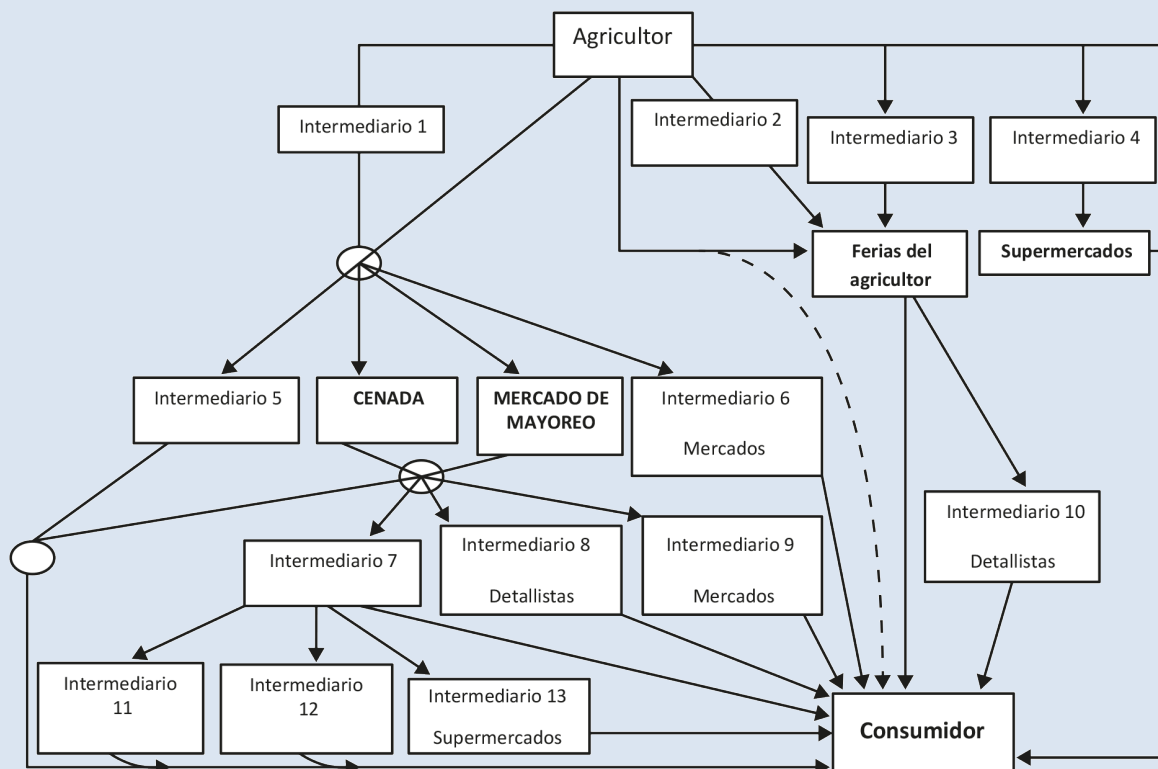 Agricultor
Intermediario 1
Intermediario 2
Intermediario 3
Intermediario 4
Ferias del
agricultor
Supermercados
Intermediario 5
CENADA
MERCADO DE
MAYOREO
Intermediario 6
Mercados
Intermediario 7
Intermediario 8
Detallistas
Intermediario 9
Mercados
Intermediario 10
Detallistas
Intermediario
11
Intermediario
12
Intermediario 13
Supermercados
Consumidor